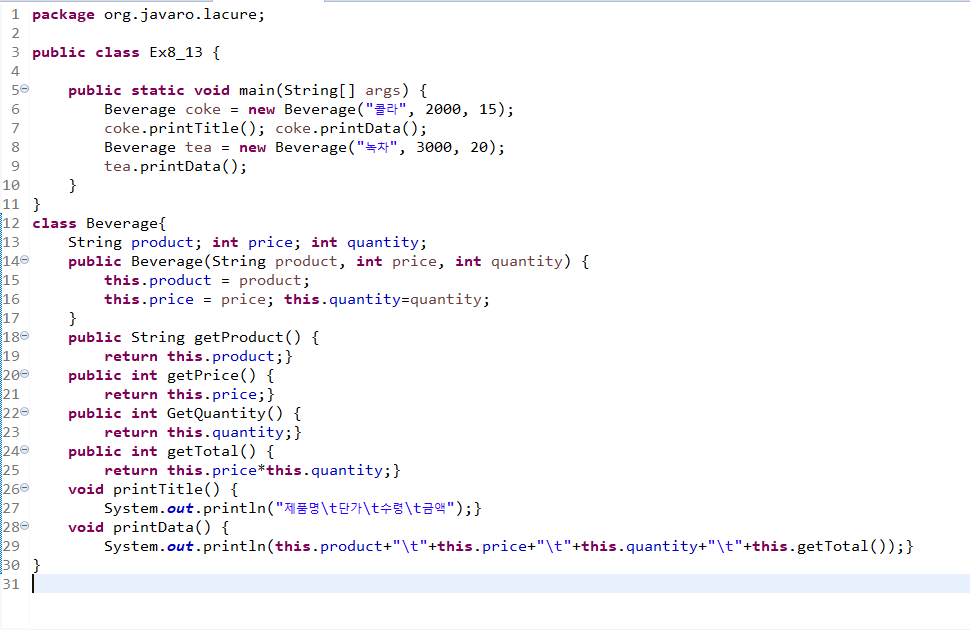 1 package org.javaro.lacure;
2
3 public class Ex8_13 {
4
5 public static void main(String[] args) {
6 Beverage coke = new Beverage("콜라", 2000, 15);
7 coke.printTitle(); coke.printData();
8 Beverage tea = new Beverage("녹차", 3000, 20);
9 tea.printData();
10 }
11 }
12 class Beverage{
13 String product; int price; int quantity;
14 public Beverage(String product, int price, int quantity) {
15 this.product = product;
16 this.price = price; this.quantity=quantity;
17 }
18 public String getProduct() {
19 return this.product;}
20 public int getPrice() {
21 return this.price;}
22 public int GetQuantity() {
23 return this.quantity;}
24 public int getTotal() {
25 return this.price*this.quantity;}
26 void printTitle() {
27 System.out.println("제품명\t단가\t수령\t금액");}
28 void printData() {
29 System.out.println(this.product+"\t"+this.price+"\t"+this.quantity+"\t"+this.getTotal());}
30 }
31